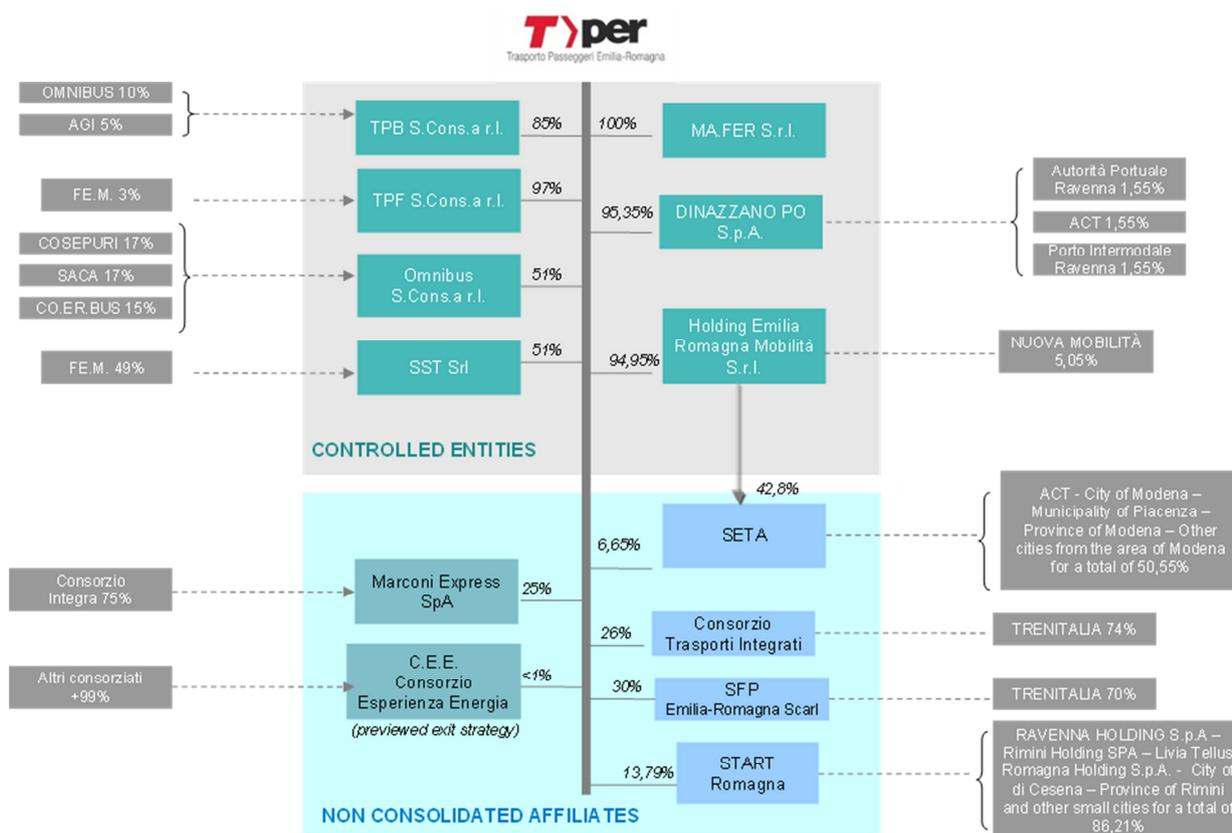 T>per
Trasporto Passeggeri Emilia-Romagna
OMNIBUS 10%
AGI 5%
TPB S.Cons.a r.l.
85%
100%
MA.FER S.r.l.
FE.M. 3%
TPF S.Cons.a r.l.
97%
95,35%
DINAZZANO PO
S.p.A.
Autorità Portuale
Ravenna 1,55%
ACT 1,55%
Porto Intermodale
Ravenna 1,55%
COSEPURI 17%
SACA 17%
CO.ER.BUS 15%
Omnibus
S.Cons.a r.l.
51%
Holding Emilia
Romagna Mobilità
S.r.l.
94,95%
NUOVA MOBILITÀ
5,05%
FE.M. 49%
SST Srl
51%
CONTROLLED ENTITIES
42,8%
SETA
6,65%
ACT - City of Modena –
Municipality of Piacenza –
Province of Modena – Other
cities from the area of Modena
for a total of 50,55%
Consorzio
Integra 75%
Marconi Express
SpA
25%
26%
Consorzio
Trasporti Integrati
TRENITALIA 74%
Altri consorziati
+99%
C.E.E.
Consorzio
Esperienza Energia
<1%
(previewed exit strategy)
30%
SFP
Emilia-Romagna Scarl
TRENITALIA 70%
13,79%
START
Romagna
RAVENNA HOLDING S.p.A –
Rimini Holding SPA – Livia Tellus
Romagna Holding S.p.A. - City of
di Cesena – Province of Rimini
and other small cities for a total of
86,21%
NON CONSOLIDATED AFFILIATES